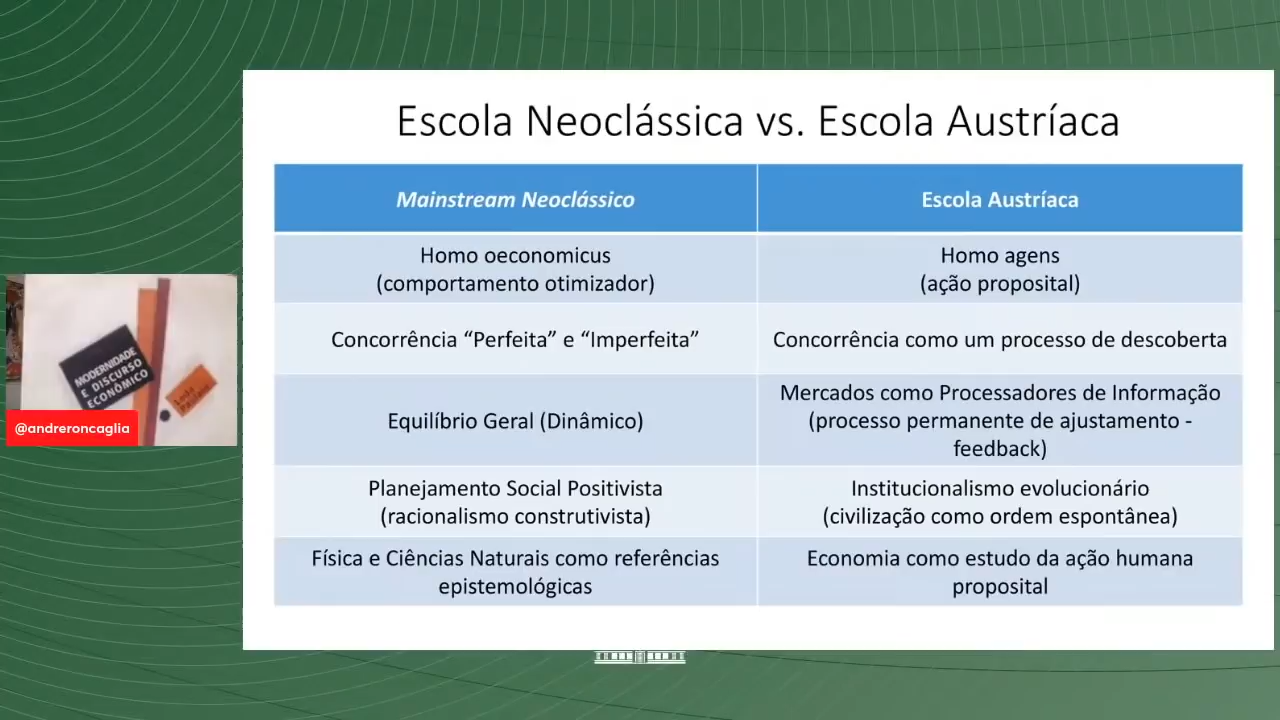 Escola Neoclássica vs. Escola Austríaca
Mainstream Neoclássico
Escola Austríaca
Homo oeconomicus
(comportamento otimizador)
Homo agens
(ação proposital)
Concorrência “Perfeita” e “Imperfeita”
Concorrência como um processo de descoberta
Equilíbrio Geral (Dinâmico)
Mercados como Processadores de Informação
(processo permanente de ajustamento -
feedback)
Planejamento Social Positivista
(racionalismo construtivista)
Institucionalismo evolucionário
(civilização como ordem espontânea)
Física e Ciências Naturais como referências
epistemológicas
Economia como estudo da ação humana
proposital
MODERNIDADE
E DISCURSO
ECONÔMICO
@andreroncaglia